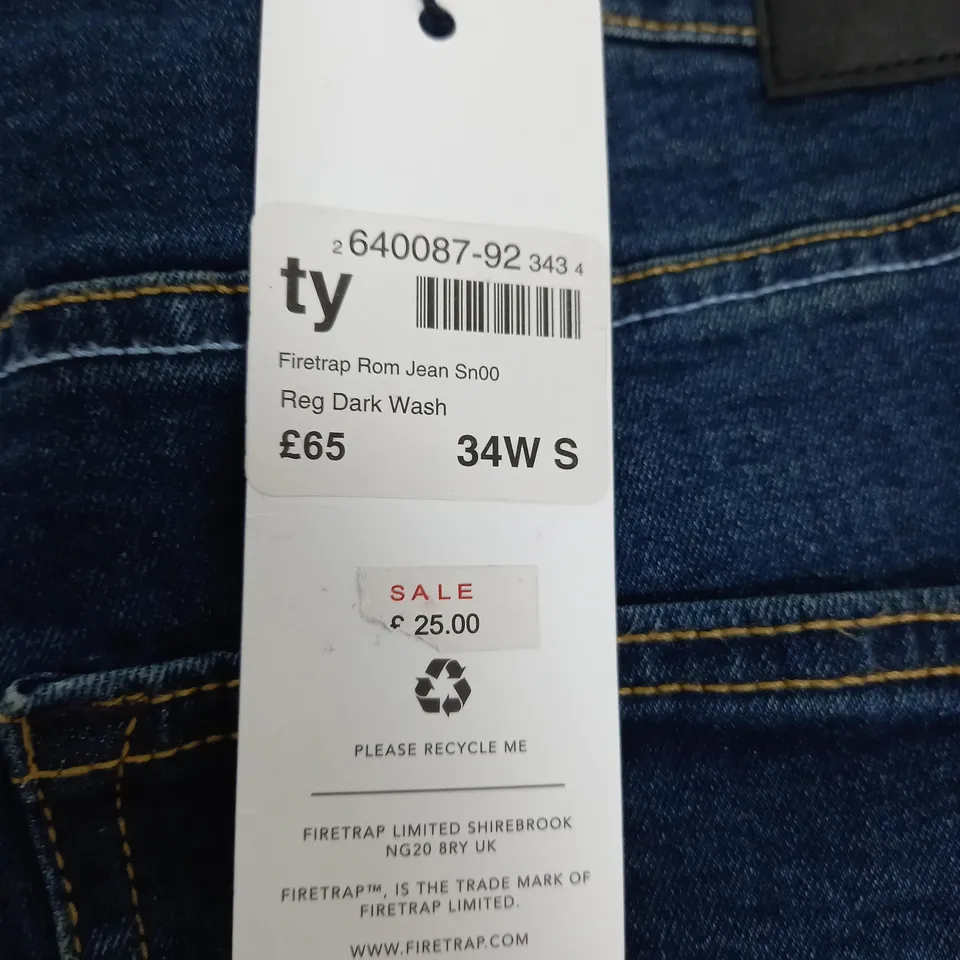 2 640087-92 343 4
ty
Firetrap Rom Jean Sn00
Reg Dark Wash
£65 34W S
SALE
£ 25.00
PLEASE RECYCLE ME
FIRETRAP LIMITED SHIREBROOK
NG20 8RY UK
FIRETRAP™, IS THE TRADE MARK OF
FIRETRAP LIMITED.
WWW.FIRETRAP.COM